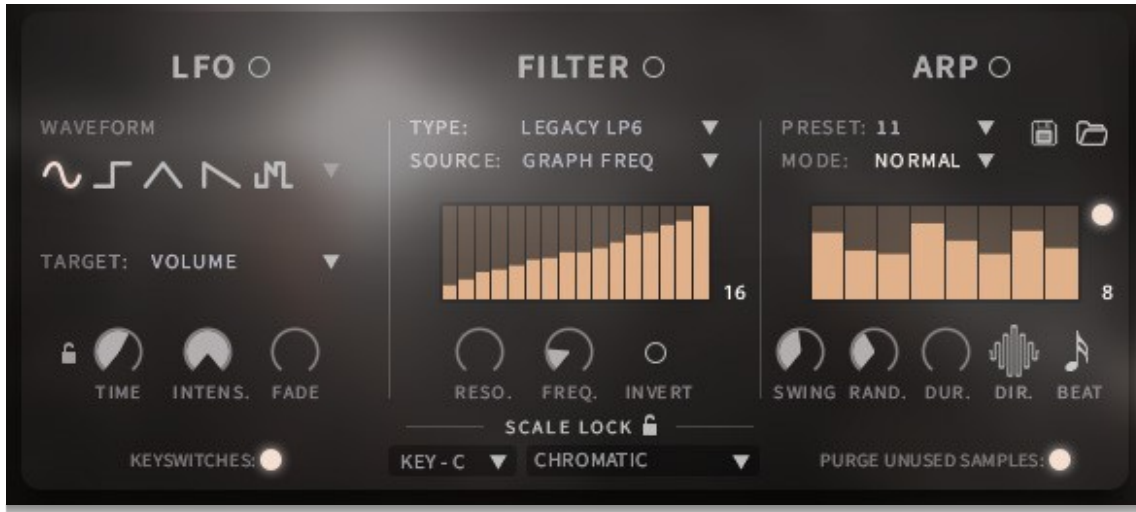 LFO
WAVEFORM
TARGET: VOLUME
TIME INTENS. FADE
KEYSWITCHES:
FILTER
TYPE: LEGACY LP6
SOURCE: GRAPH FREQ
16
RESO. FREQ. INVERT
SCALE LOCK
KEY - C CHROMATIC
ARP
PRESET: 11
MODE: NORMAL
8
SWING RAND. DUR. DIR. BEAT
PURGE UNUSED SAMPLES: